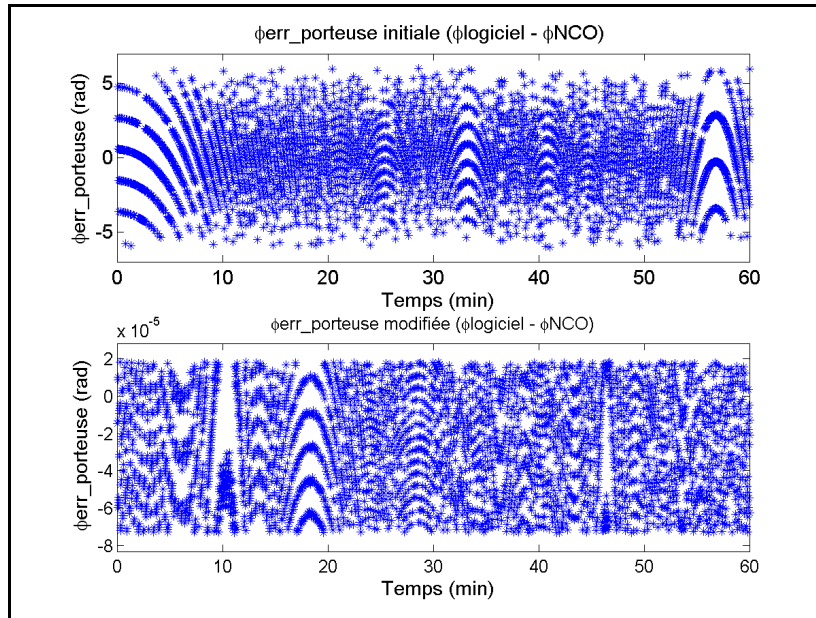 ϕerr_porteuse initiale (ϕlogiciel - ϕNCO)
ϕerr_porteuse (rad)
5
0
-5
0 10 20 30 40 50 60
Temps (min)
x 10^-5
ϕerr_porteuse modifiée (ϕlogiciel - ϕNCO)
ϕerr_porteuse (rad)
2
0
-2
-4
-6
-8
0 10 20 30 40 50 60
Temps (min)